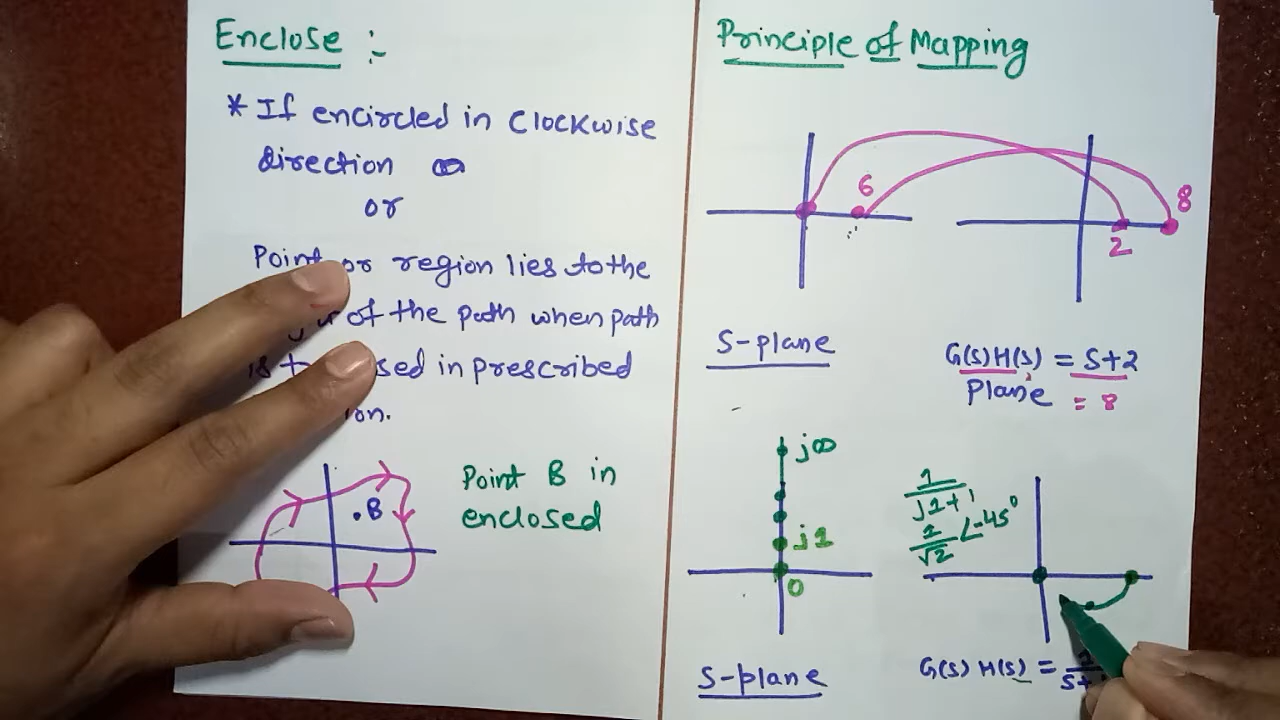 Enclose :-
* If encircled in Clockwise
direction
or
Point or region lies to the
of the path when path
is sed in prescribed
ion.
. B
Point B in
enclosed
Principle of Mapping
6
8
2
S-plane
G(s)H(s) = S+2
Plane = 8
j∞
j1
0
1
j1+1
1
√2 ∠-45°
S-plane
G(s) H(s) =